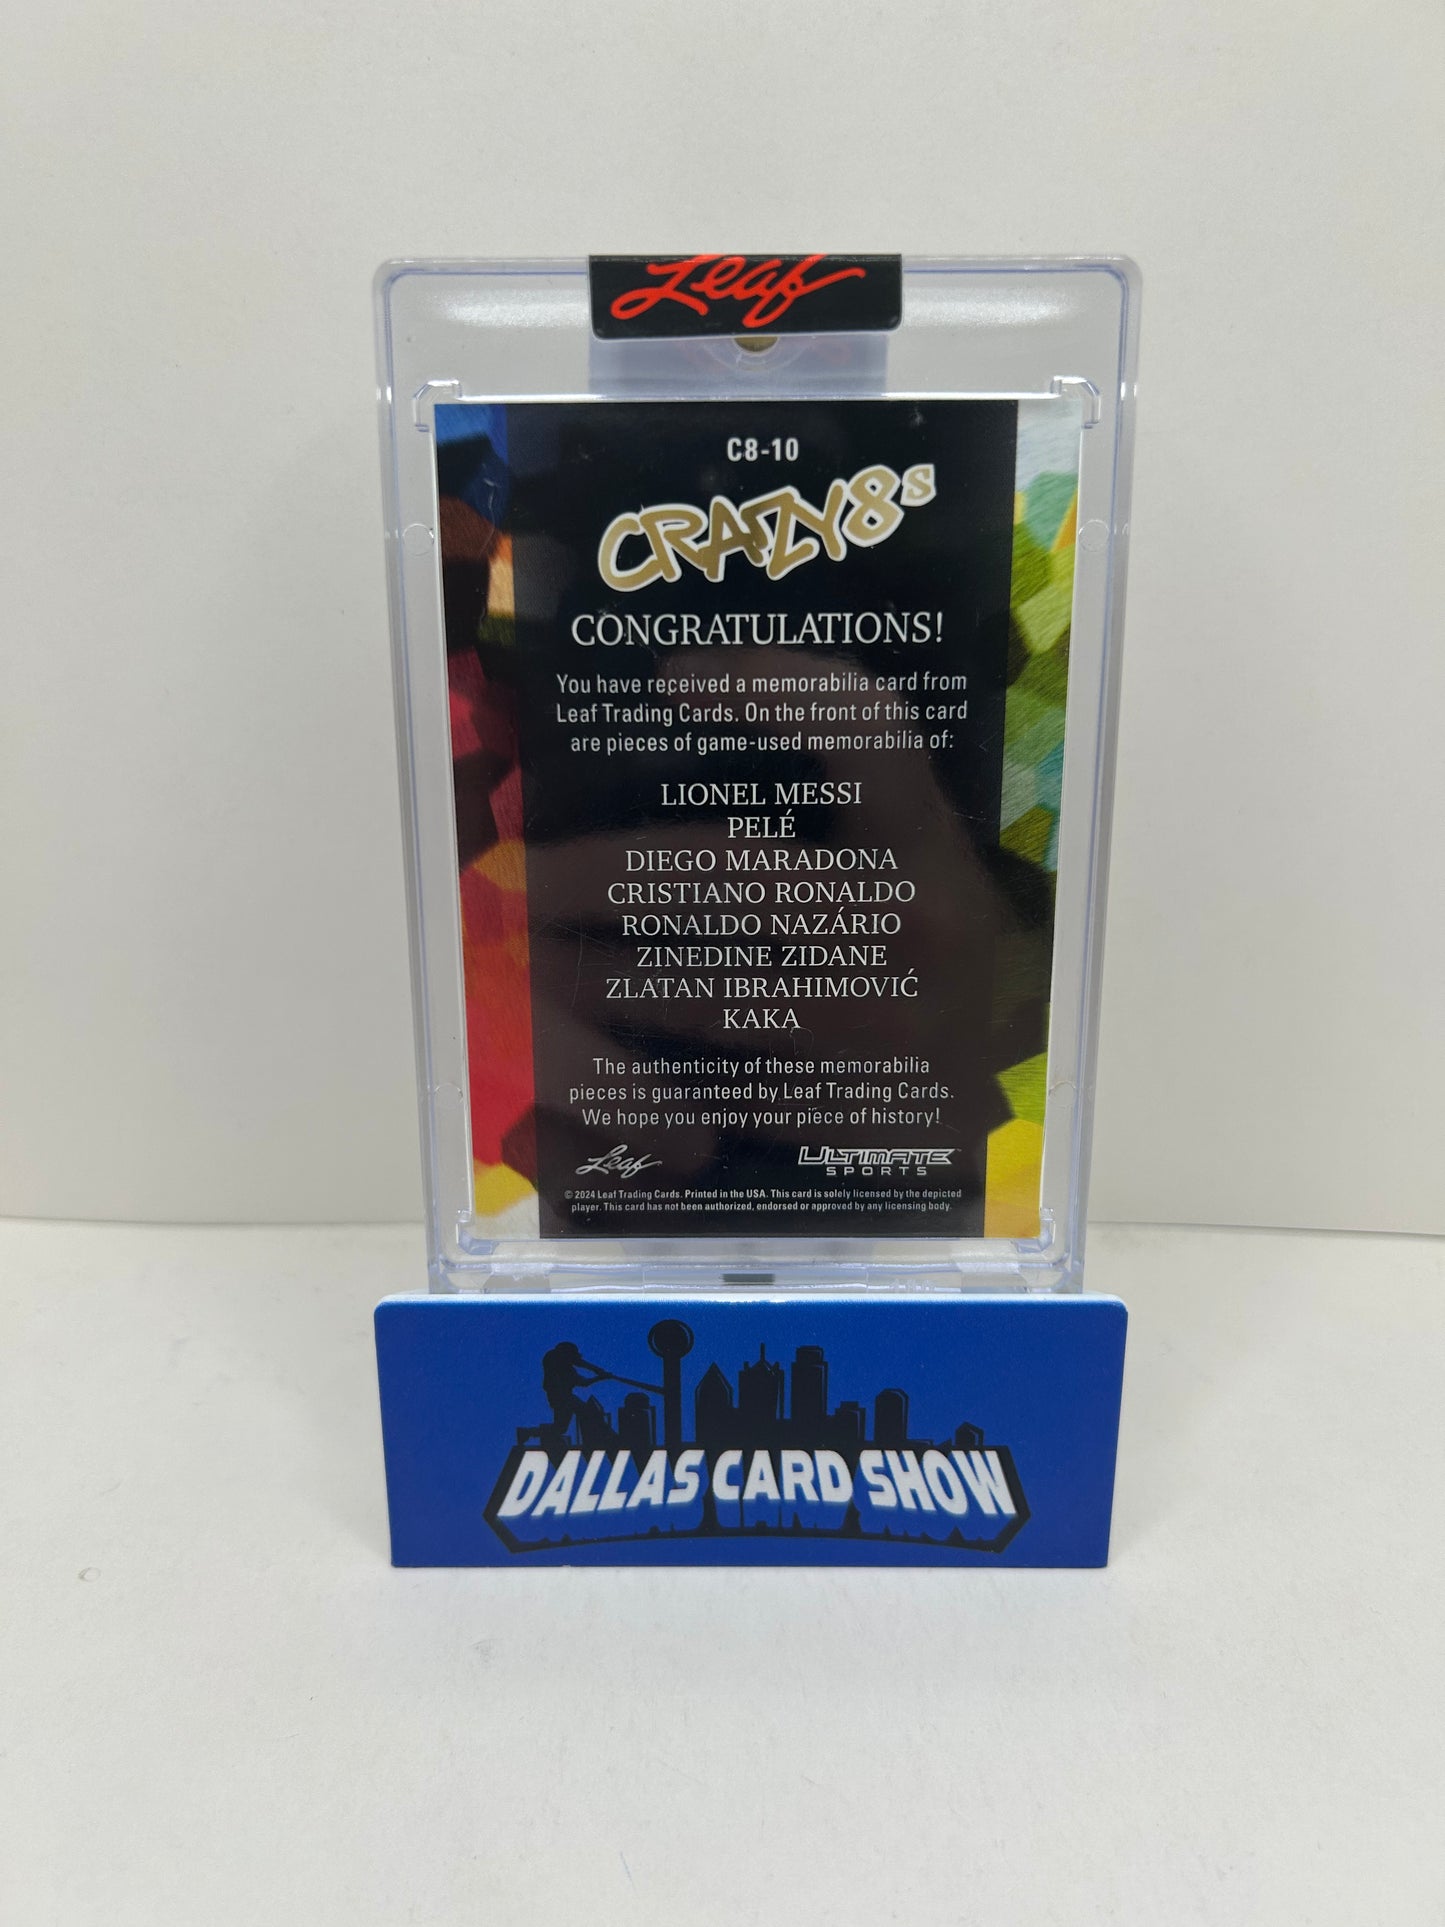 Leaf
C8-10
CRAZY8s
CONGRATULATIONS!
You have received a memorabilia card from
Leaf Trading Cards. On the front of this card
are pieces of game-used memorabilia of:
LIONEL MESSI
PELÉ
DIEGO MARADONA
CRISTIANO RONALDO
RONALDO NAZÁRIO
ZINEDINE ZIDANE
ZLATAN IBRAHIMOVIĆ
KAKA
The authenticity of these memorabilia
pieces is guaranteed by Leaf Trading Cards.
We hope you enjoy your piece of history!
Leaf
ULTIMATE
SPORTS
© 2024 Leaf Trading Cards. Printed in the USA. This card is solely licensed by the depicted
player. This card has not been authorized, endorsed or approved by any licensing body.
DALLAS CARD SHOW